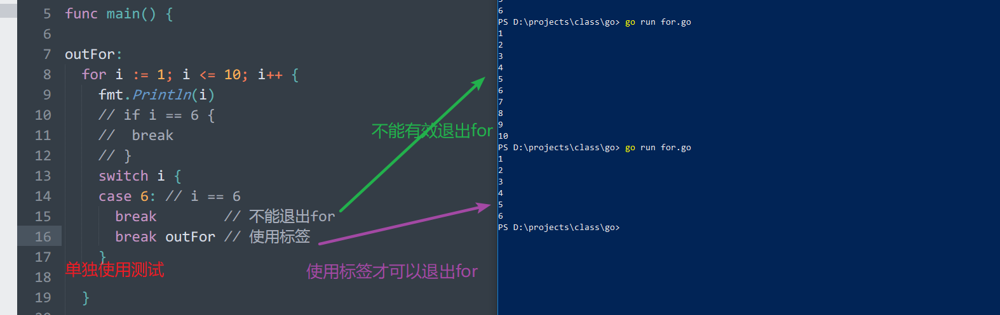 5 func main() {
6
7 outFor:
8 for i := 1; i <= 10; i++ {
9 fmt.Println(i)
10 // if i == 6 {
11 //  break
12 // }
13 switch i {
14 case 6: // i == 6
15 break // 不能退出for
16 break outFor // 使用标签
17 }
单独使用测试
18
19 }
不能有效退出for
使用标签才可以退出for
6
PS D:\projects\class\go> go run for.go
1
2
3
4
5
6
7
8
9
10
PS D:\projects\class\go> go run for.go
1
2
3
4
5
6
PS D:\projects\class\go>